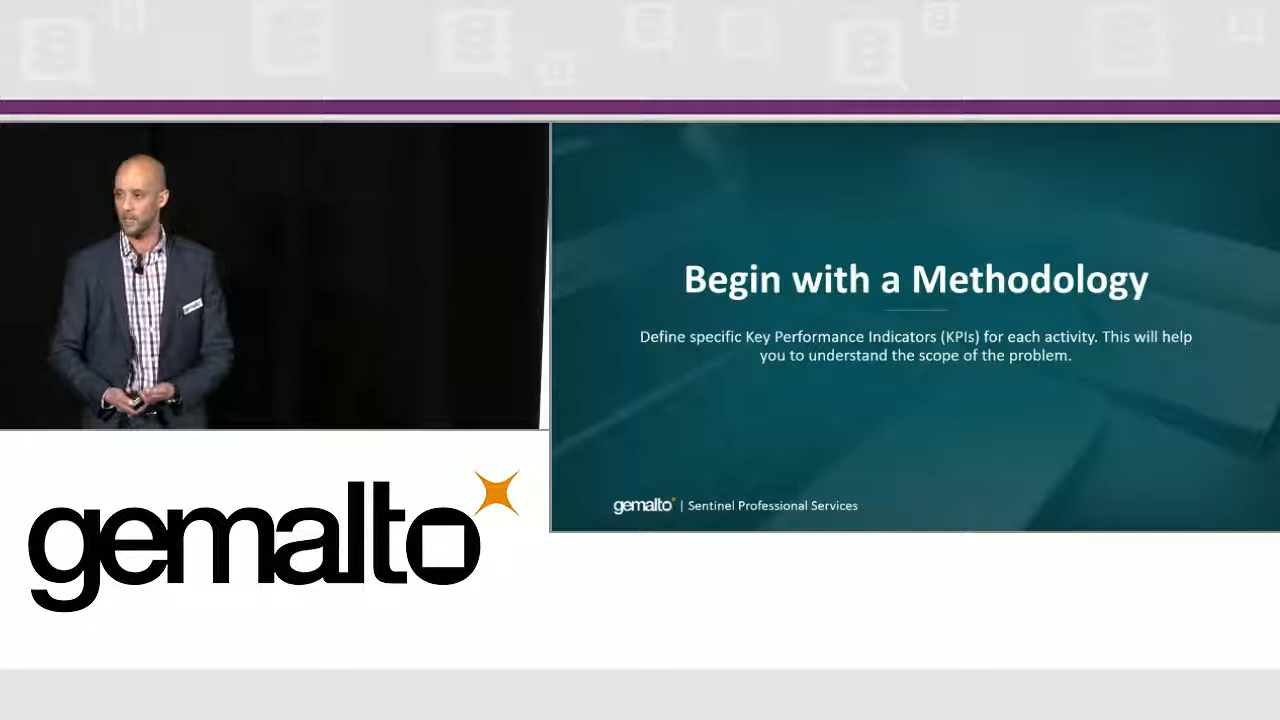 Begin with a Methodology
Define specific Key Performance Indicators (KPIs) for each activity. This will help
you to understand the scope of the problem.
gemalto | Sentinel Professional Services
gemalto